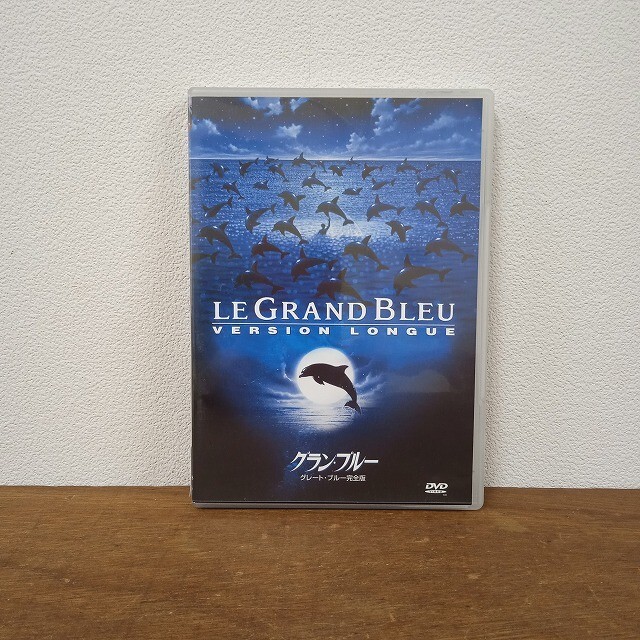 LE GRAND BLEU
VERSION LONGUE
グラン・ブルー
グレート・ブルー完全版
DVD
VIDEO